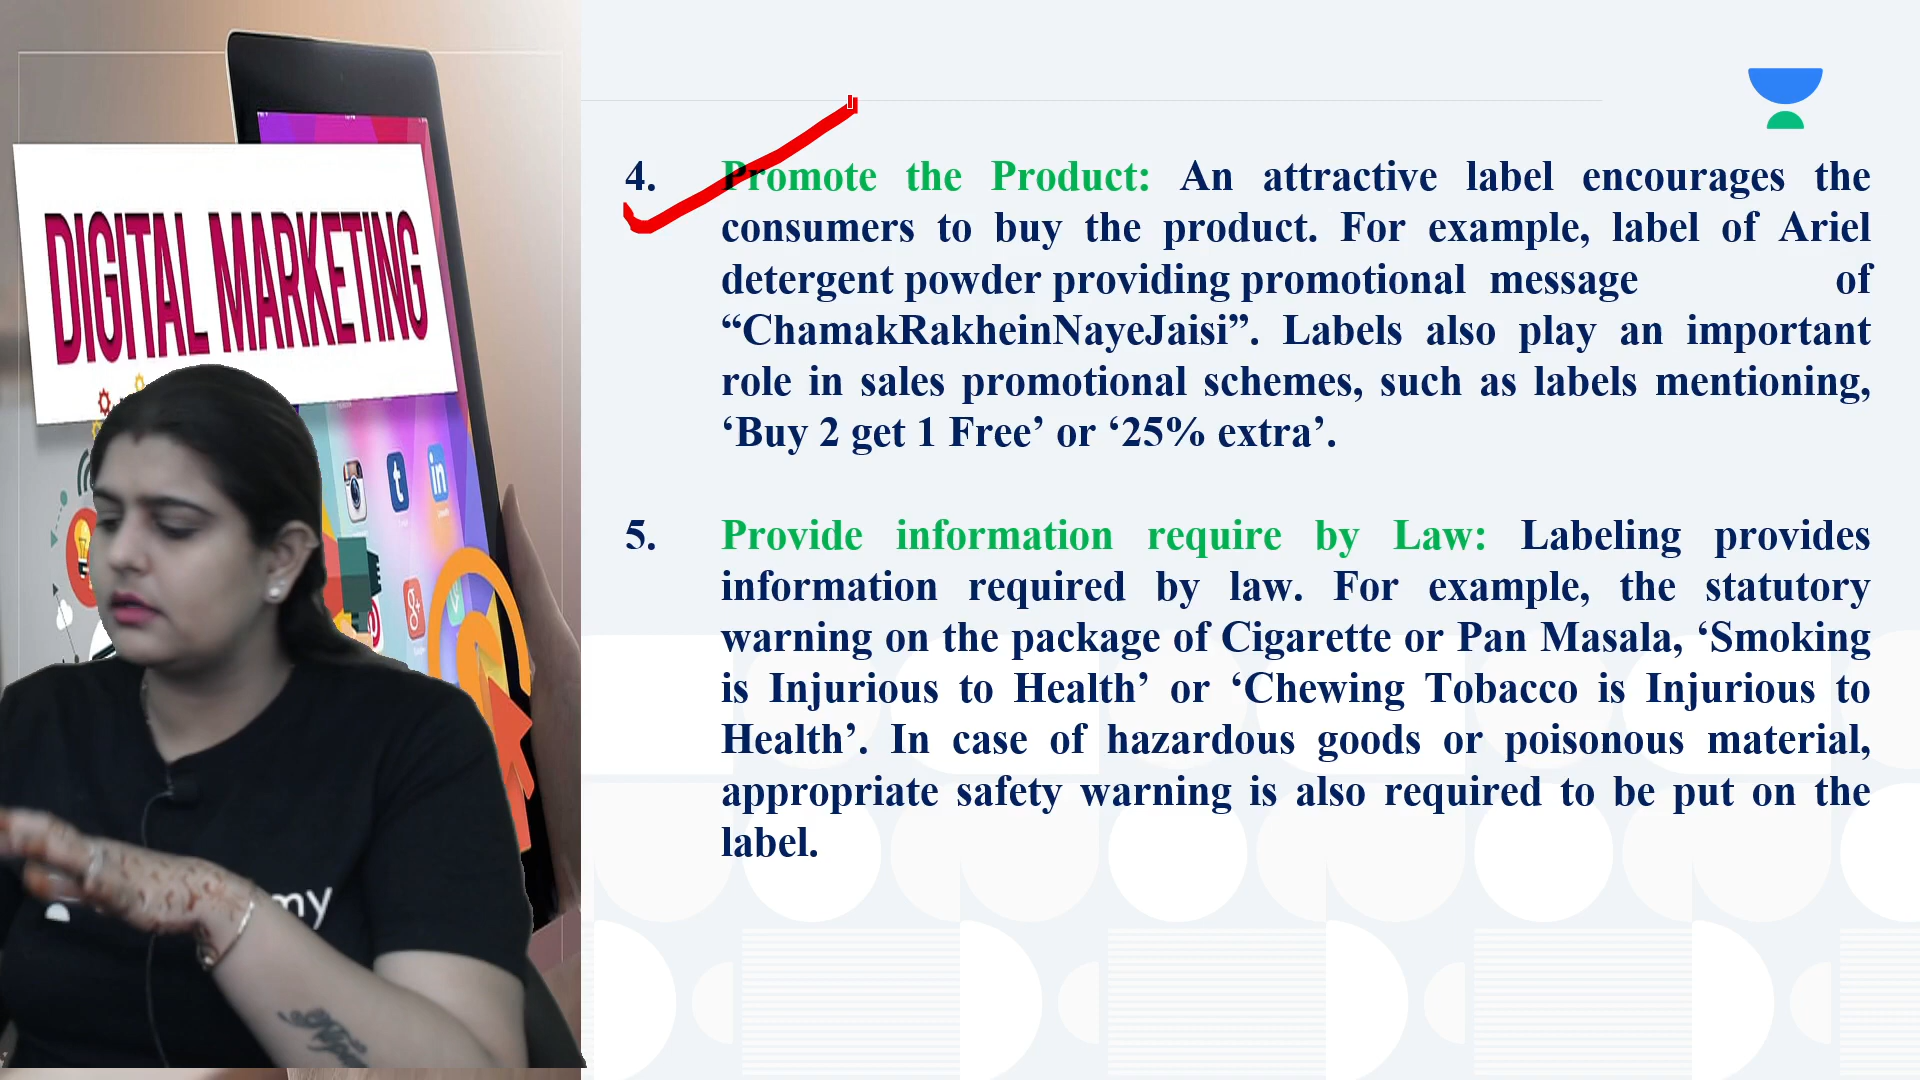 DIGITAL MARKETING
4. Promote the Product: An attractive label encourages the
consumers to buy the product. For example, label of Ariel
detergent powder providing promotional message of
“ChamakRakheinNayeJaisi”. Labels also play an important
role in sales promotional schemes, such as labels mentioning,
‘Buy 2 get 1 Free’ or ‘25% extra’.
5. Provide information require by Law: Labeling provides
information required by law. For example, the statutory
warning on the package of Cigarette or Pan Masala, ‘Smoking
is Injurious to Health’ or ‘Chewing Tobacco is Injurious to
Health’. In case of hazardous goods or poisonous material,
appropriate safety warning is also required to be put on the
label.
my